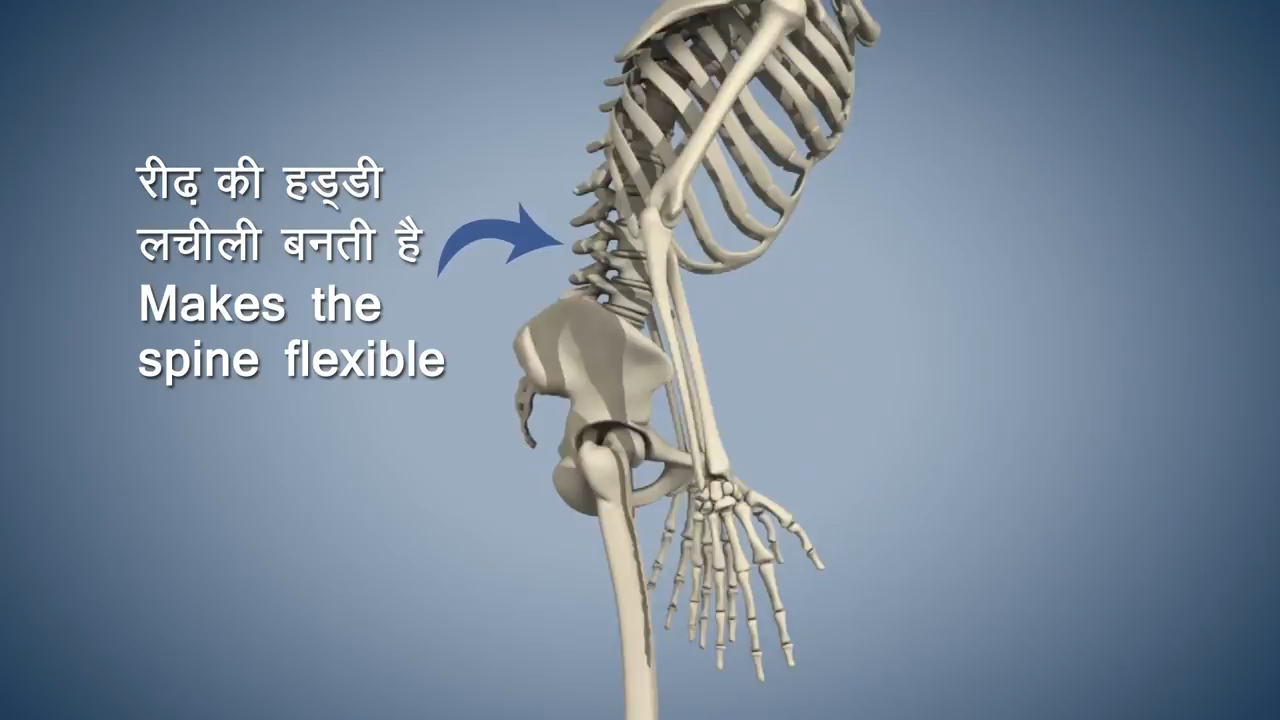 रीढ़ की हड्डी
लचीली बनती है
Makes the
spine flexible